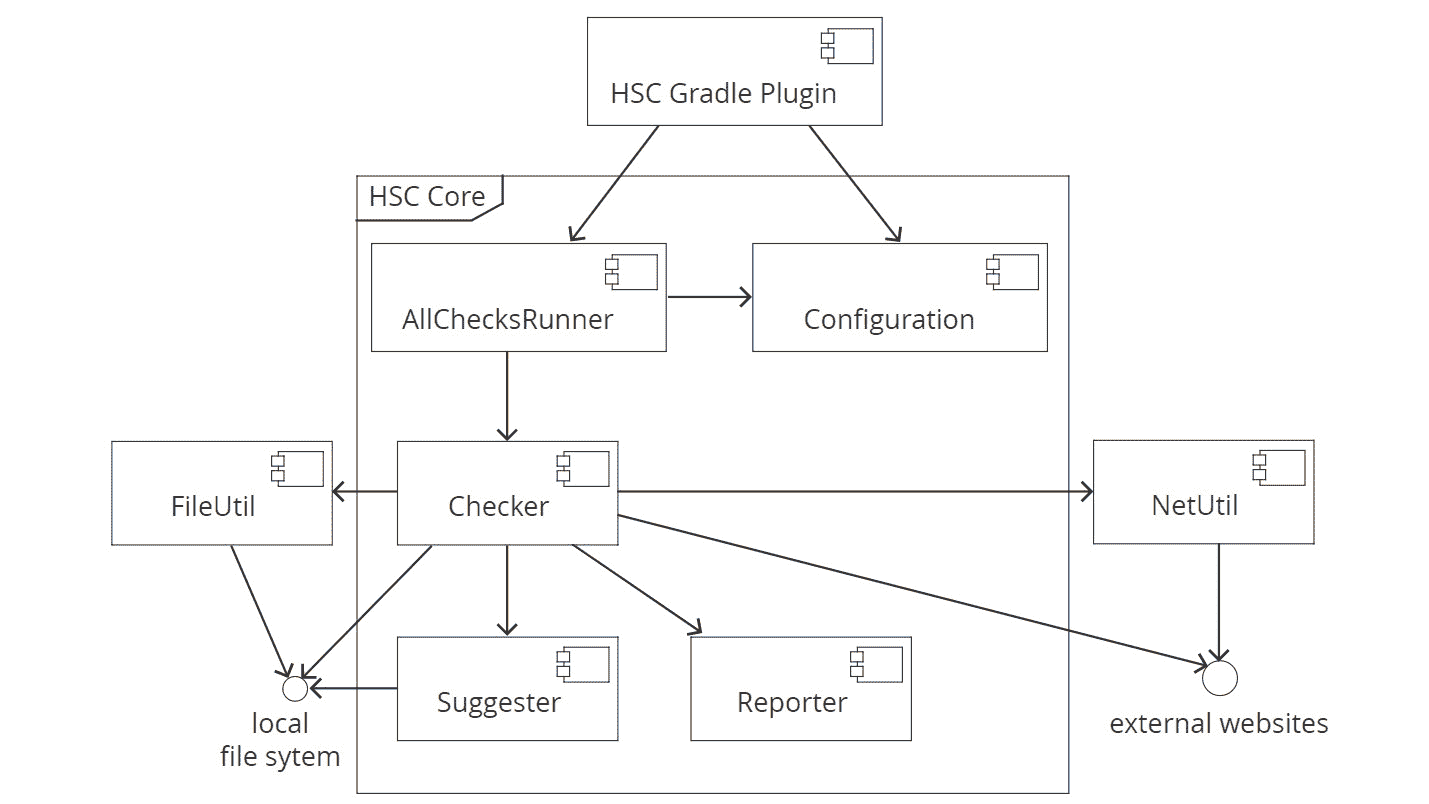 HSC Gradle Plugin
HSC Core
AllChecksRunner
Configuration
FileUtil
Checker
NetUtil
Suggester
Reporter
local
file sytem
external websites